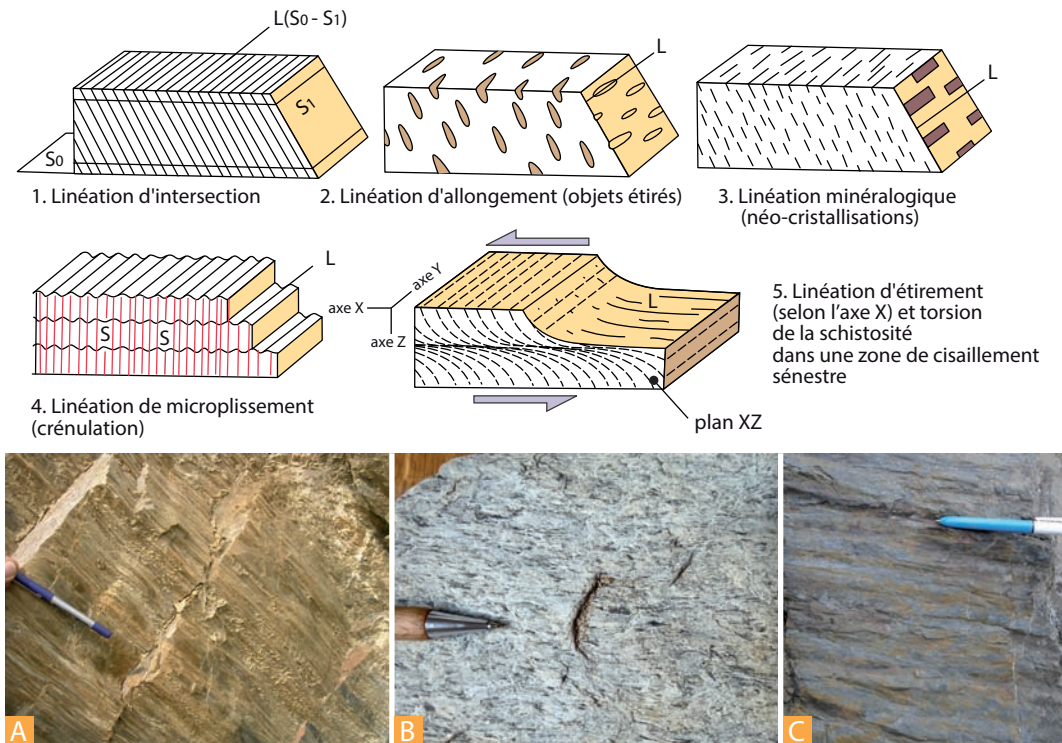 L(S₀ - S₁)
S₁
S₀
1. Linéation d'intersection
L
2. Linéation d'allongement (objets étirés)
L
3. Linéation minéralogique
(néo-cristallisations)
L
S
S
4. Linéation de microplissement
(crénulation)
axe X
axe Y
axe Z
L
plan XZ
5. Linéation d'étirement
(selon l'axe X) et torsion
de la schistosité
dans une zone de cisaillement
sénestre
A
B
C